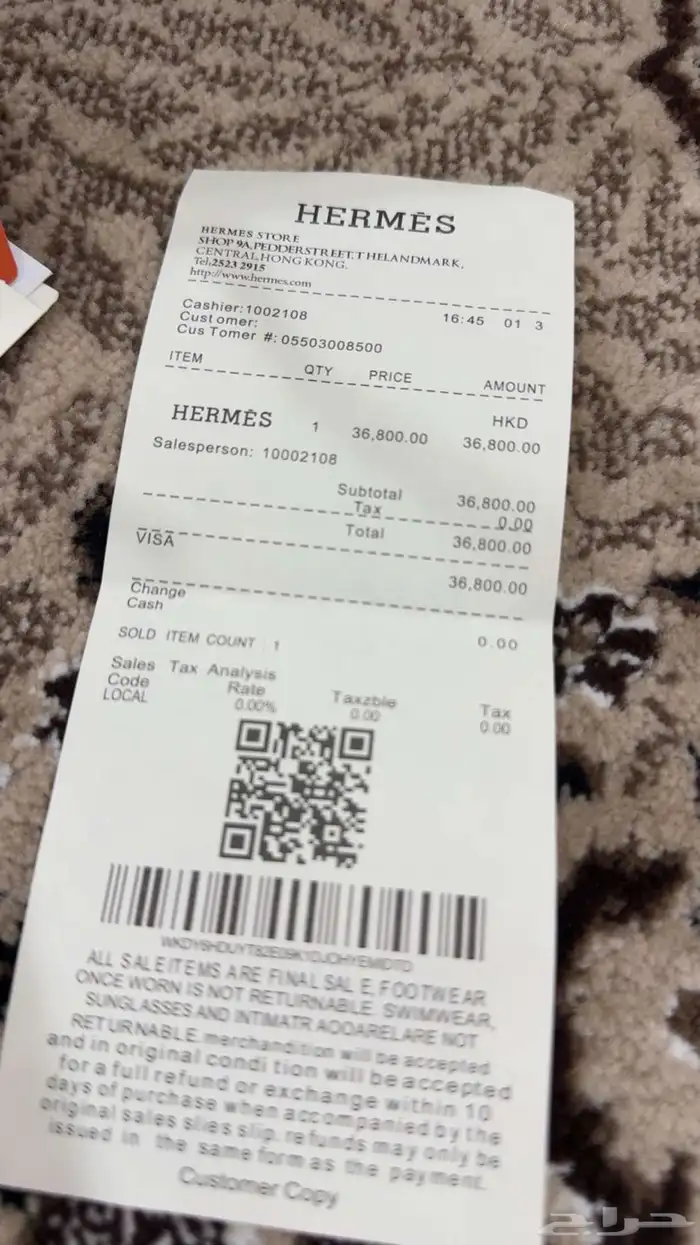 HERMĖS
HERMES STORE
SHOP 9A, PEDDERSTREET, T HELANDMARK,
CENTRAL, HONG KONG.
Tel:2523 2915
http://www.hermes.com
Cashier:1002108 16:45 01 3
Cust omer:
Cus Tomer #: 05503008500
ITEM QTY PRICE AMOUNT
HKD
HERMĖS 1 36,800.00 36,800.00
Salesperson: 10002108
Subtotal 36,800.00
Tax 0.00
Total 36,800.00
VISA 36,800.00
Change
Cash 0.00
SOLD ITEM COUNT : 1
Sales Tax Analysis
Code Rate Taxzble Tax
LOCAL 0.00% 0.00 0.00
ALL SALEITEMS ARE FINAL SAL E, FOOTWEAR
ONCE WORN IS NOT RETURNABLE. SWIMWEAR,
SUNGLASSES AND INTIMATR AOOARELARE NOT
RETURNABLE. merchandition will be accepted
and in original condi tion will be accepted
for a full refund or exchange within 10
days of purchase when accompanied by the
original sales slies slip. refunds may only be
issued in the same form as the payment.
Customer Copy
حراج